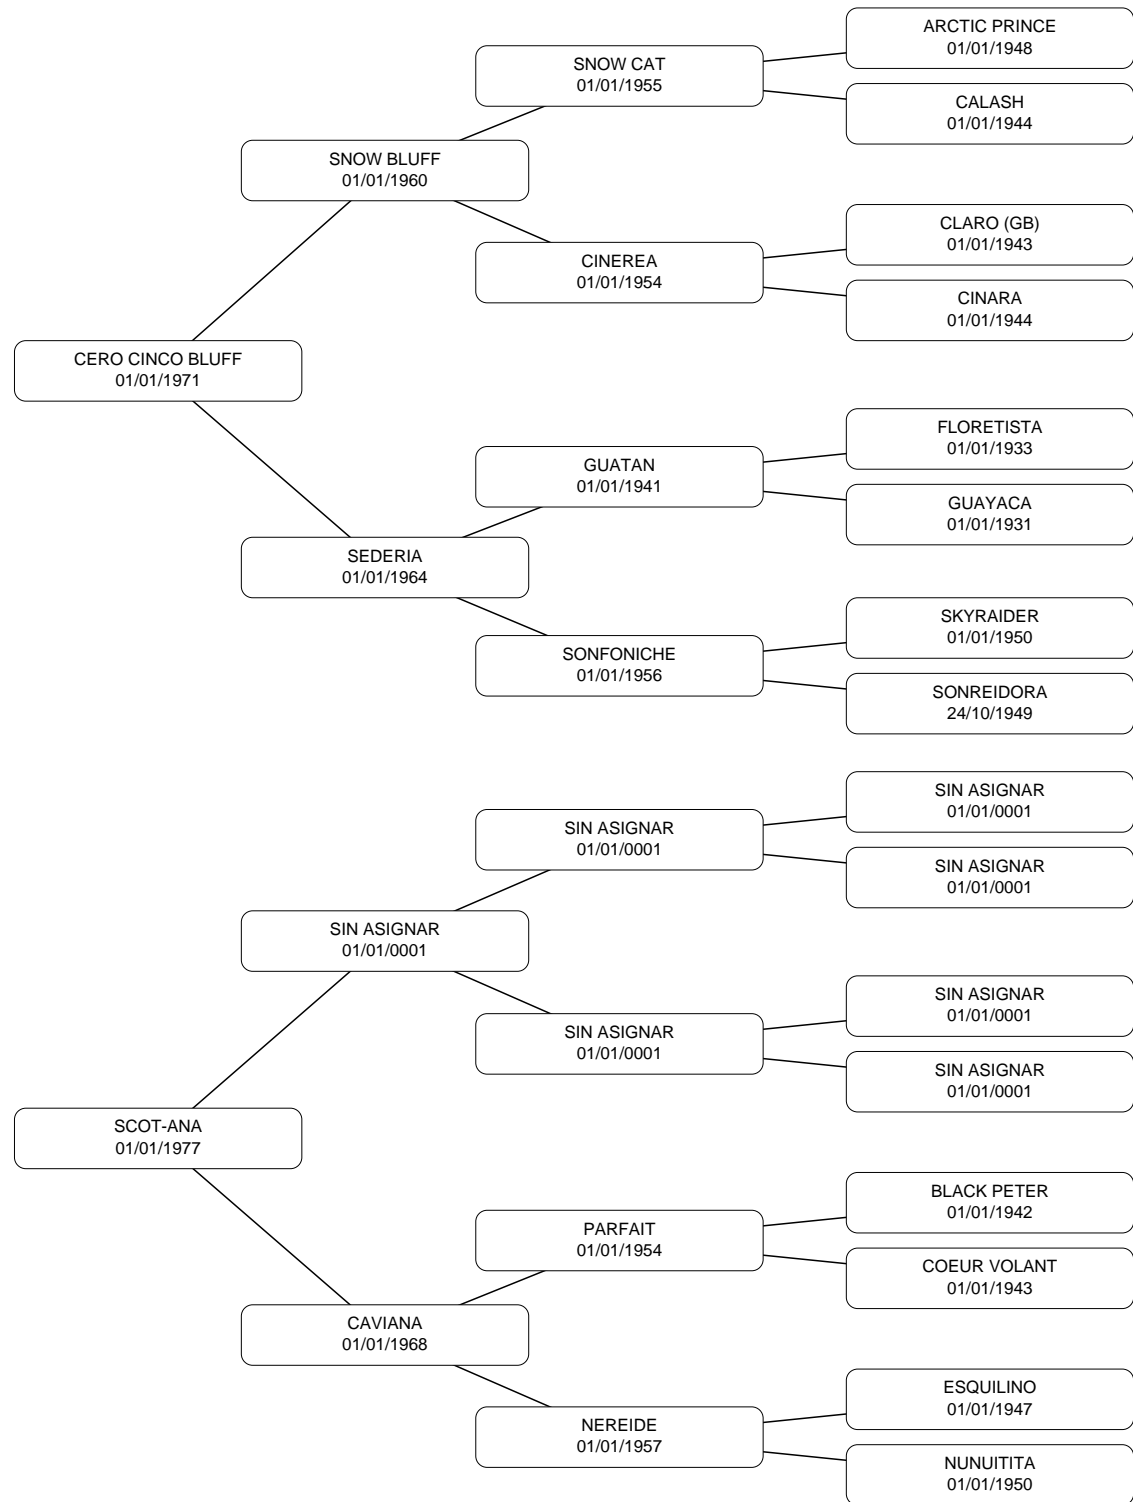 ARCTIC PRINCE
01/01/1948
SNOW CAT
01/01/1955
CALASH
01/01/1944
SNOW BLUFF
01/01/1960
CLARO (GB)
01/01/1943
CINEREA
01/01/1954
CINARA
01/01/1944
CERO CINCO BLUFF
01/01/1971
FLORETISTA
01/01/1933
GUATAN
01/01/1941
GUAYACA
01/01/1931
SEDERIA
01/01/1964
SKYRAIDER
01/01/1950
SONFONICHE
01/01/1956
SONREIDORA
24/10/1949
SIN ASIGNAR
01/01/0001
SIN ASIGNAR
01/01/0001
SIN ASIGNAR
01/01/0001
SIN ASIGNAR
01/01/0001
SIN ASIGNAR
01/01/0001
SIN ASIGNAR
01/01/0001
SIN ASIGNAR
01/01/0001
SCOT-ANA
01/01/1977
BLACK PETER
01/01/1942
PARFAIT
01/01/1954
COEUR VOLANT
01/01/1943
CAVIANA
01/01/1968
ESQUILINO
01/01/1947
NEREIDE
01/01/1957
NUNUITITA
01/01/1950